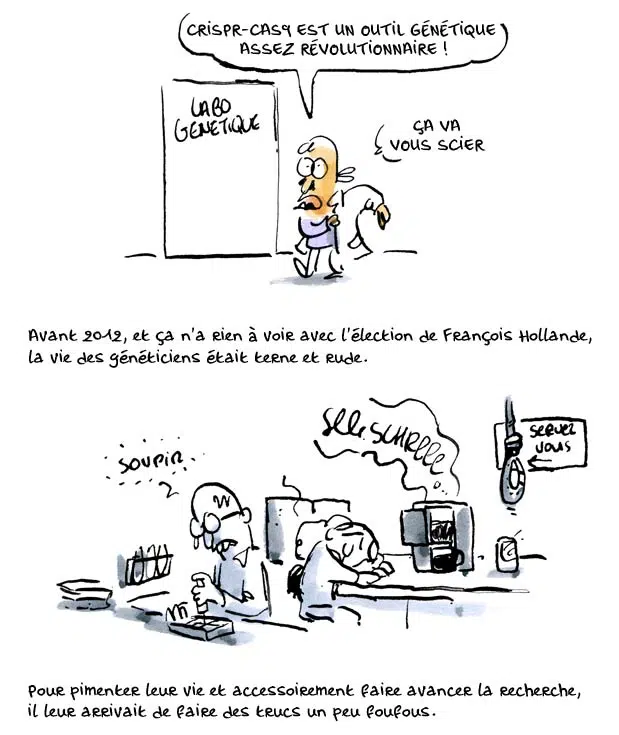 CRISPR-CAS9 EST UN OUTIL GÉNÉTIQUE
ASSEZ RÉVOLUTIONNAIRE !
LABO
GÉNÉTIQUE
ÇA VA
VOUS SCIER
Avant 2012, et ça n'a rien à voir avec l'élection de François Hollande,
la vie des généticiens était terne et rude.
SOUPIR
SERVEZ
VOUS
Pour pimenter leur vie et accessoirement faire avancer la recherche,
il leur arrivait de faire des trucs un peu foufous.